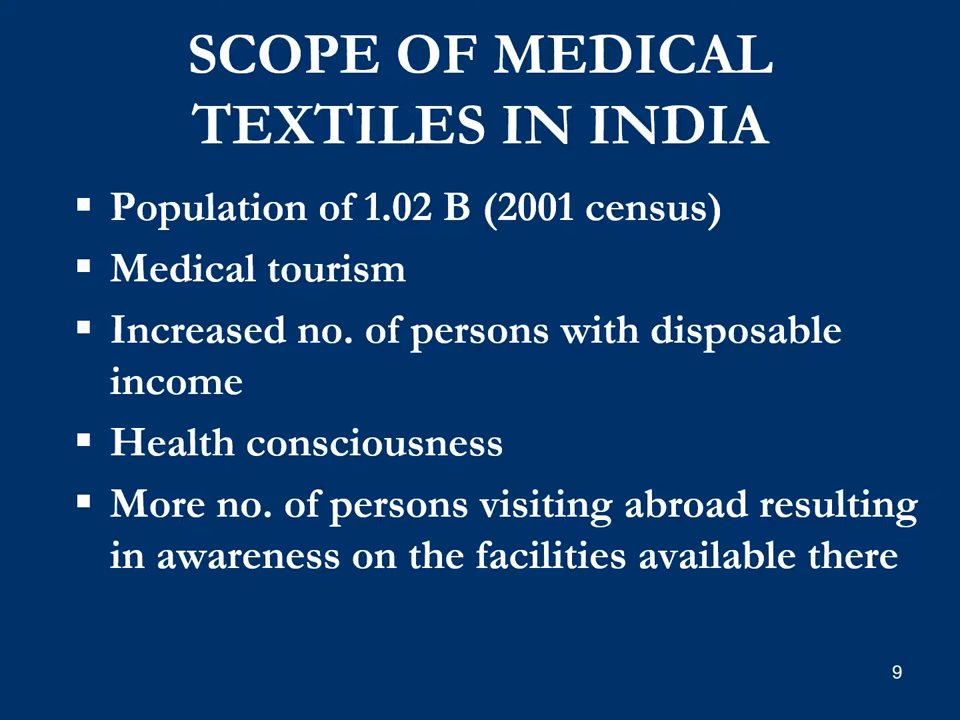 SCOPE OF MEDICAL
TEXTILES IN INDIA
▪ Population of 1.02 B (2001 census)
▪ Medical tourism
▪ Increased no. of persons with disposable
income
▪ Health consciousness
▪ More no. of persons visiting abroad resulting
in awareness on the facilities available there
9